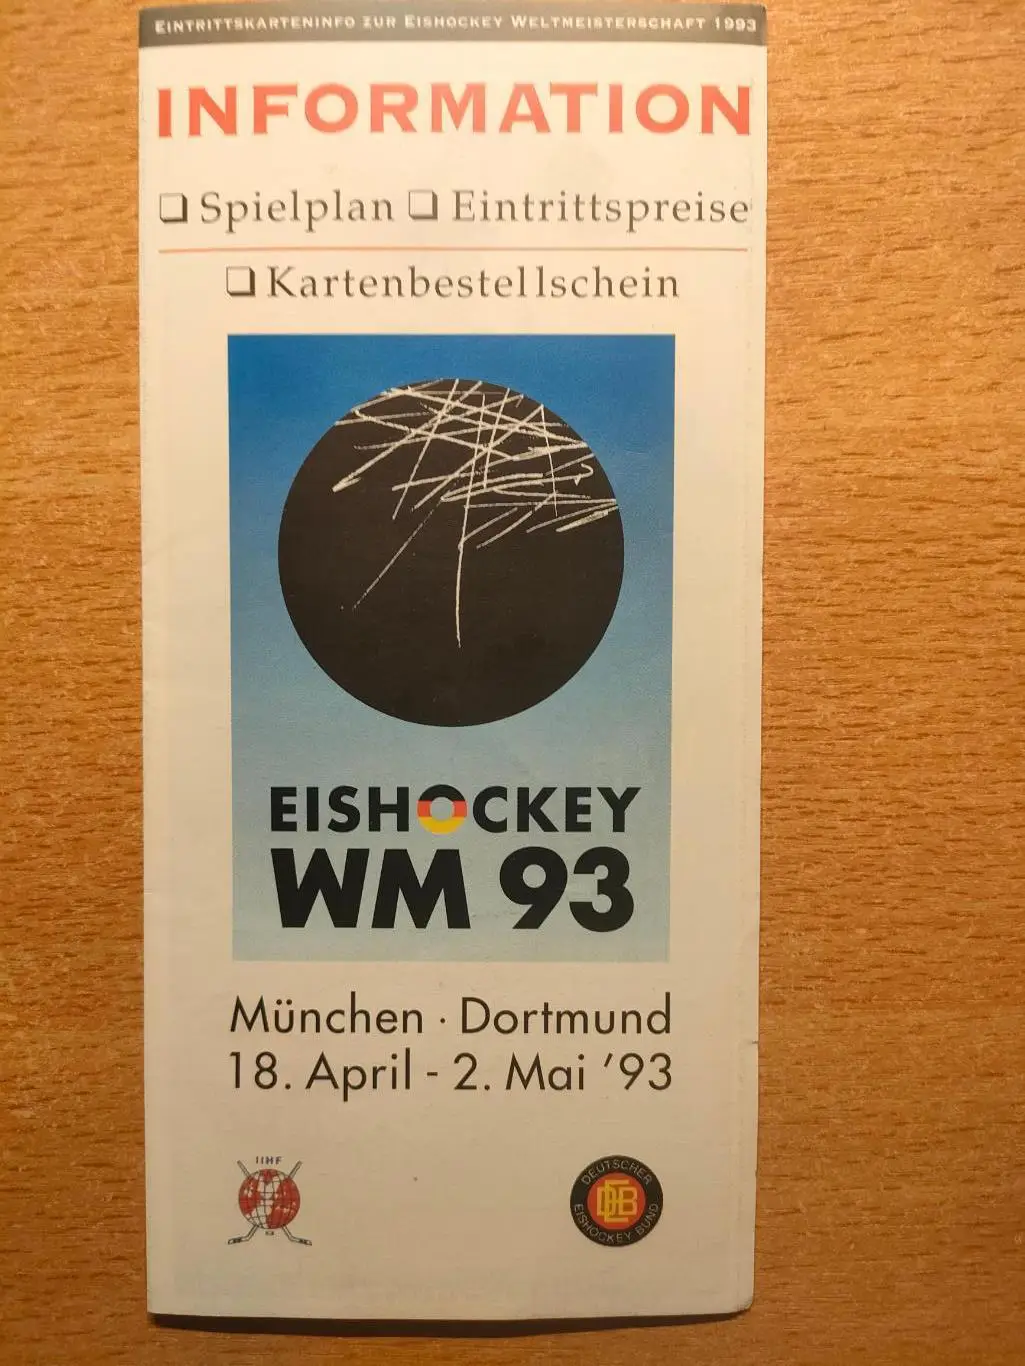 EINTRITTSKARTENINFO ZUR EISHOCKEY WELTMEISTERSCHAFT 1993
INFORMATION
❏ Spielplan ❏ Eintrittspreise
❏ Kartenbestellschein
EISHOCKEY
WM 93
München · Dortmund
18. April - 2. Mai '93
IIHF
DEUTSCHER
DEB
EISHOCKEY BUND